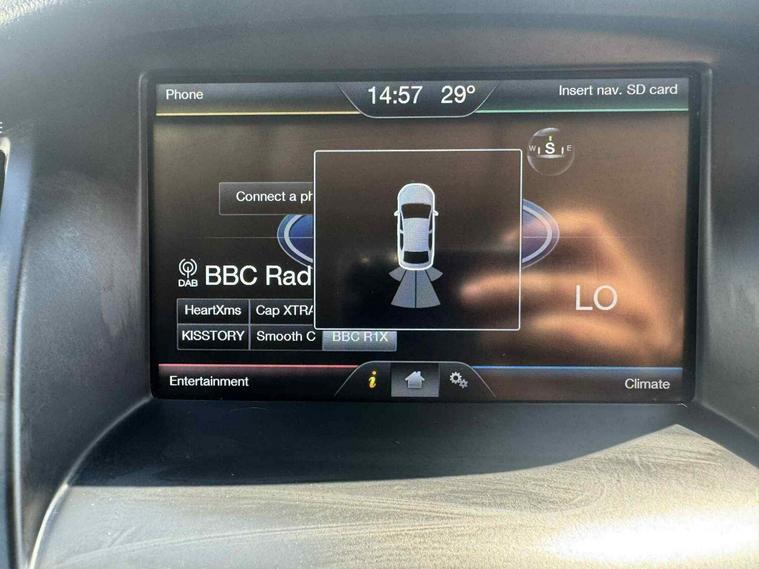 Phone
14:57 29°
Insert nav. SD card
W S E
Connect a ph
DAB
BBC Rad
LO
HeartXms
Cap XTRA
KISSTORY
Smooth C
BBC R1X
Entertainment
i
Climate